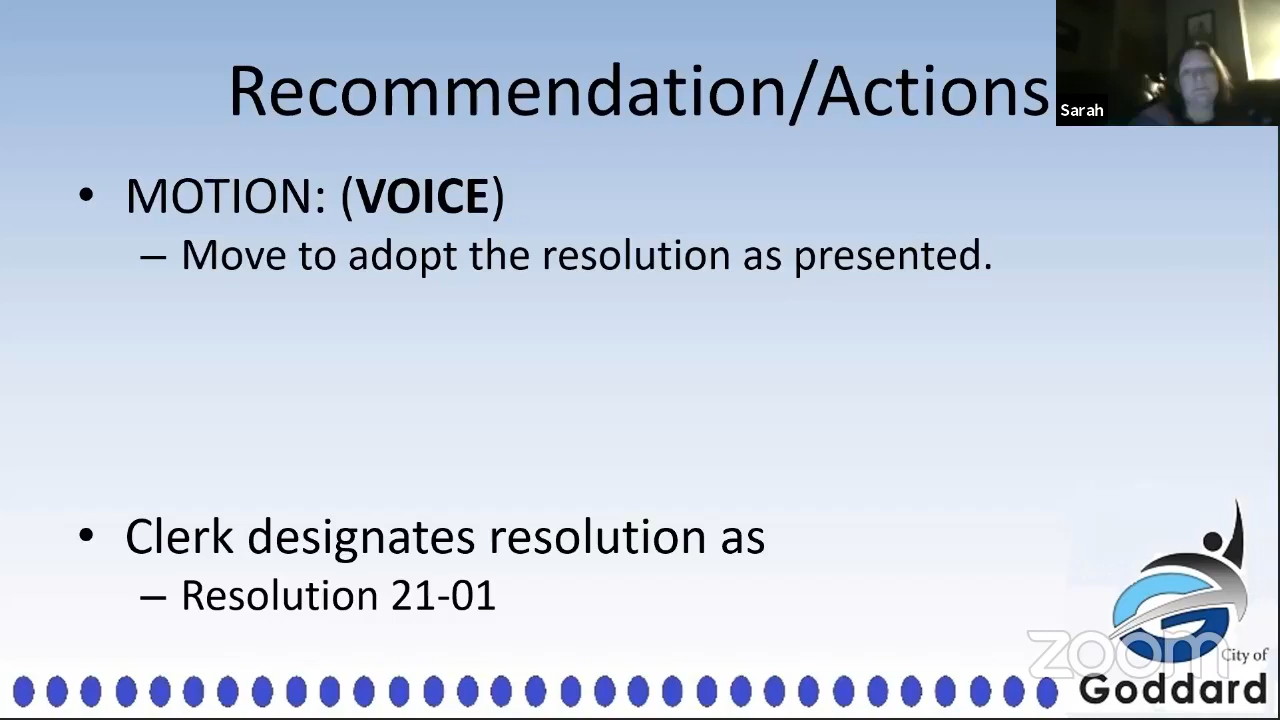 Recommendation/Actions
Sarah
• MOTION: (VOICE)
– Move to adopt the resolution as presented.
• Clerk designates resolution as
– Resolution 21-01
zoom
City of
Goddard